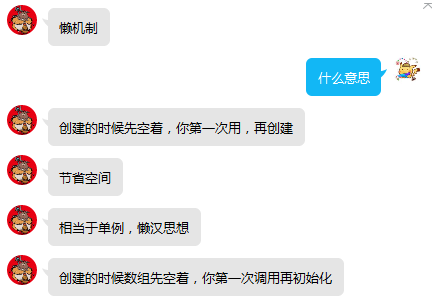 懒机制
什么意思
创建的时候先空着，你第一次用，再创建
节省空间
相当于单例，懒汉思想
创建的时候数组先空着，你第一次调用再初始化